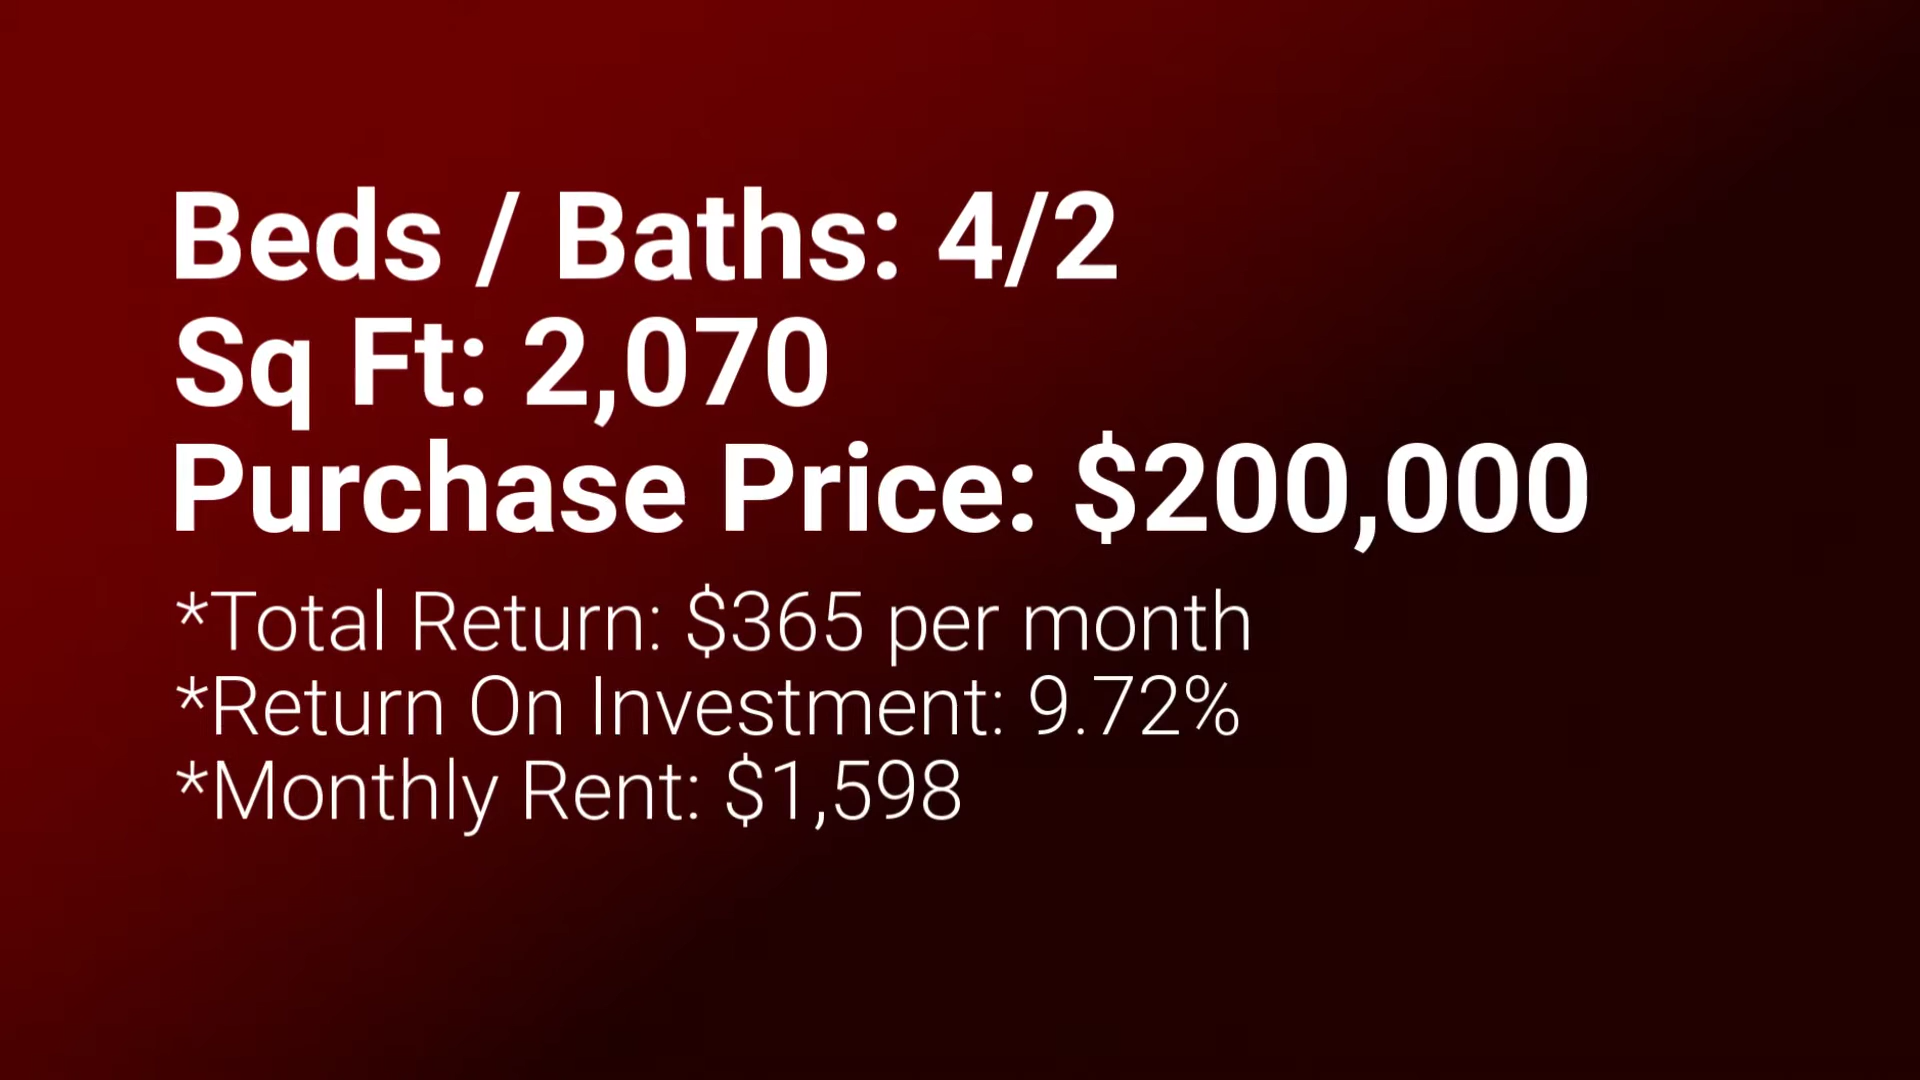 Beds / Baths: 4/2
Sq Ft: 2,070
Purchase Price: $200,000
*Total Return: $365 per month
*Return On Investment: 9.72%
*Monthly Rent: $1,598